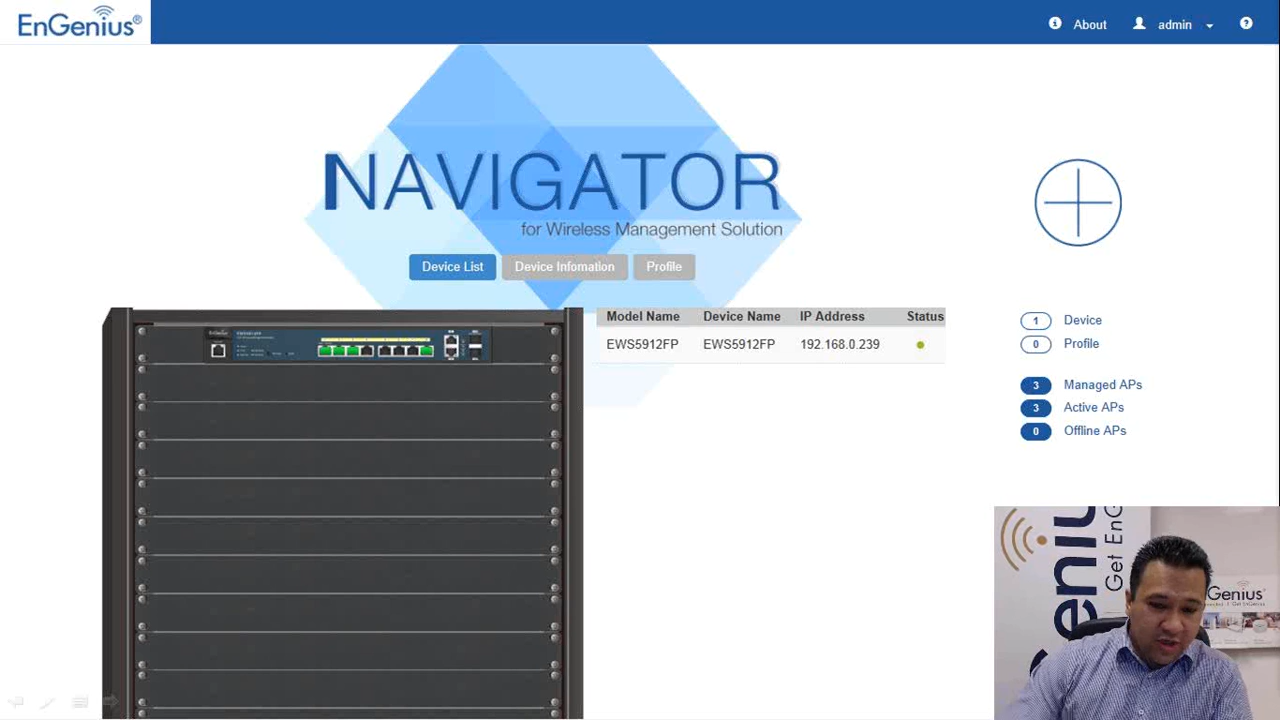 EnGenius®
About
admin
NAVIGATOR
for Wireless Management Solution
Device List
Device Infomation
Profile
Model Name Device Name IP Address Status
EWS5912FP EWS5912FP 192.168.0.239
1 Device
0 Profile
3 Managed APs
3 Active APs
0 Offline APs
Get EnG
Genius